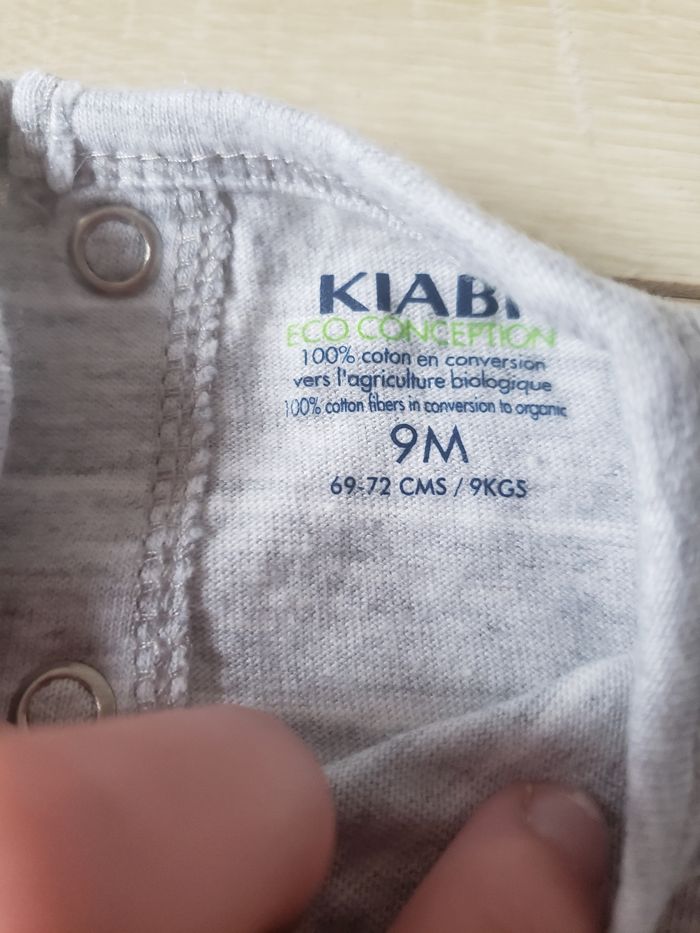 KIABI
ECO CONCEPTION
100% coton en conversion
vers l'agriculture biologique
100% cotton fibers in conversion to organic
9M
69-72 CMS / 9KGS